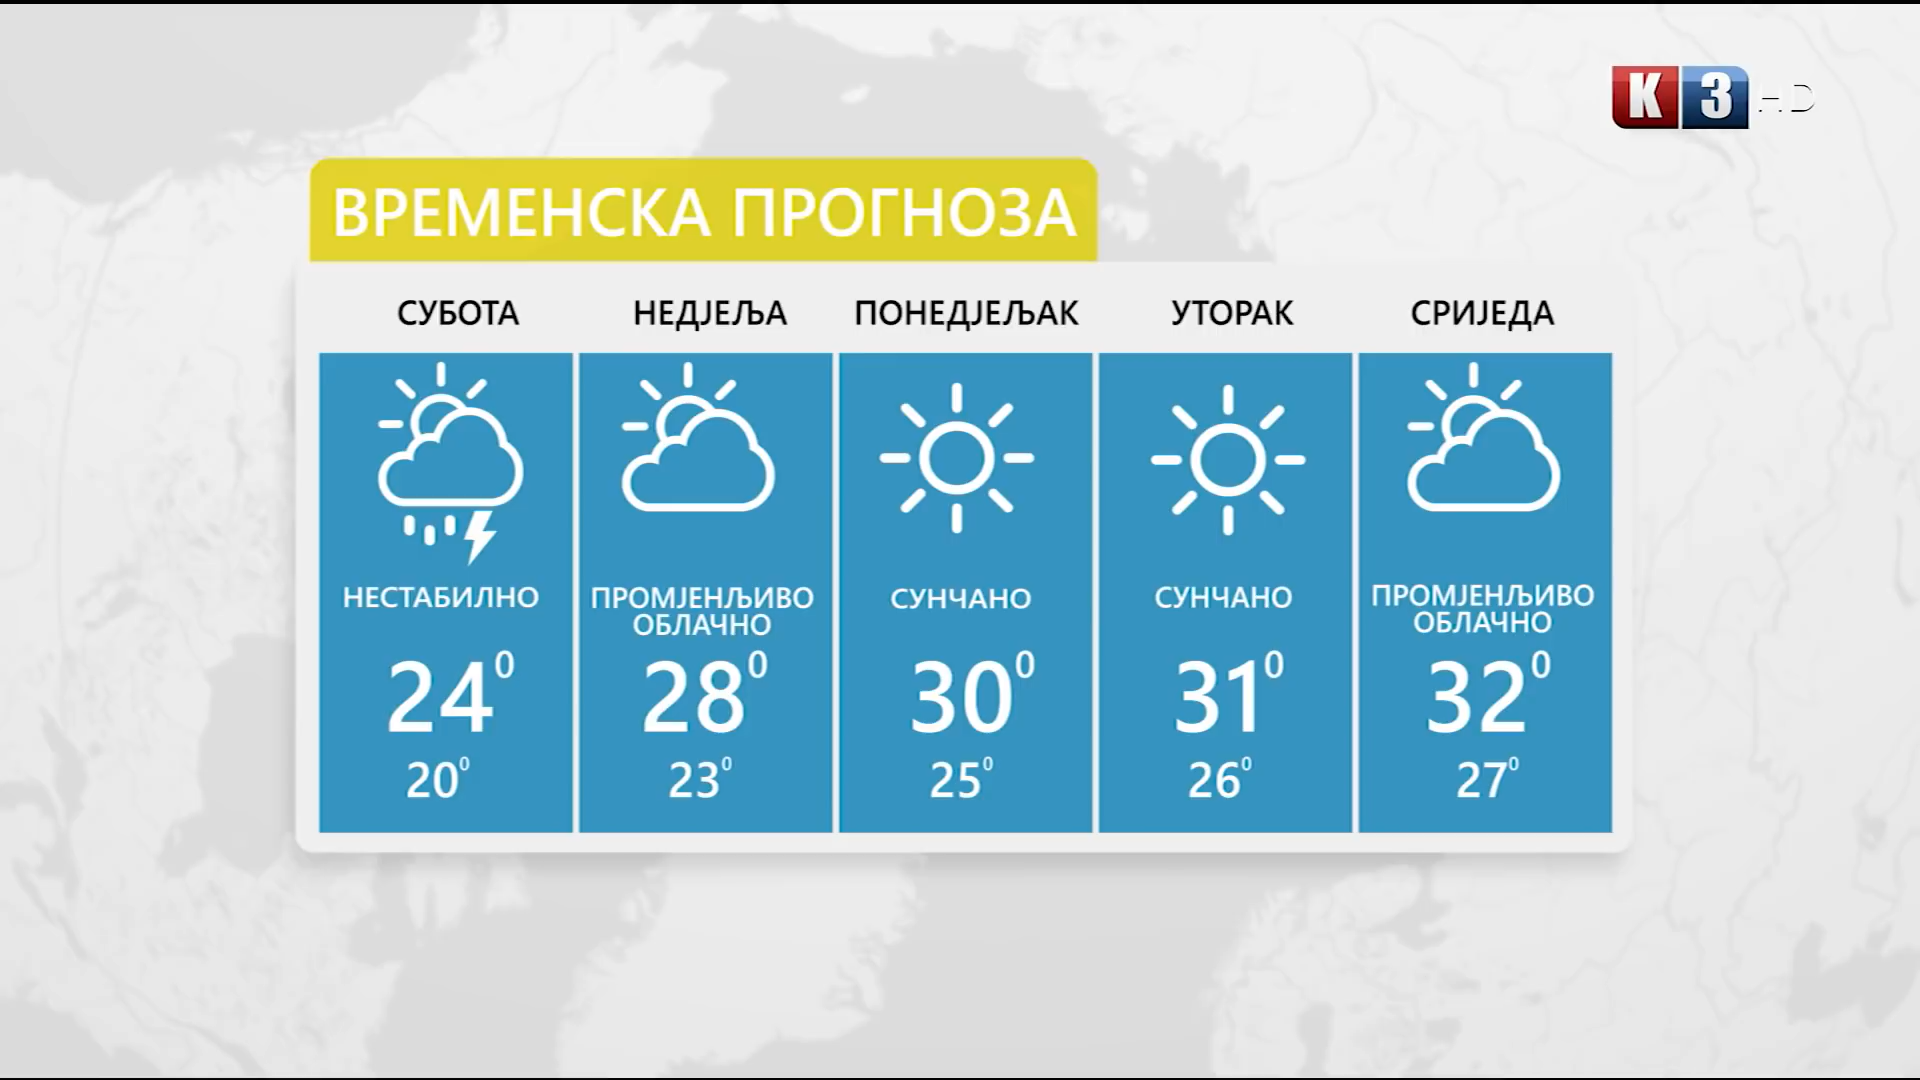 К3 HD
ВРЕМЕНСКА ПРОГНОЗА
СУБОТА НЕДЈЕЉА ПОНЕДЈЕЉАК УТОРАК СРИЈЕДА
НЕСТАБИЛНО
24⁰
20⁰
ПРОМЈЕНЉИВО
ОБЛАЧНО
28⁰
23⁰
СУНЧАНО
30⁰
25⁰
СУНЧАНО
31⁰
26⁰
ПРОМЈЕНЉИВО
ОБЛАЧНО
32⁰
27⁰